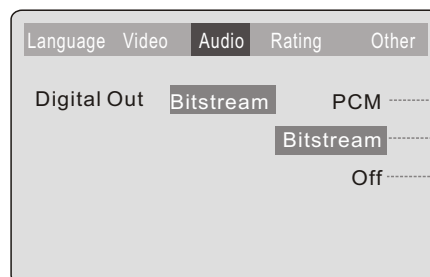 Language Video Audio Rating Other
Digital Out Bitstream PCM
Bitstream
Off